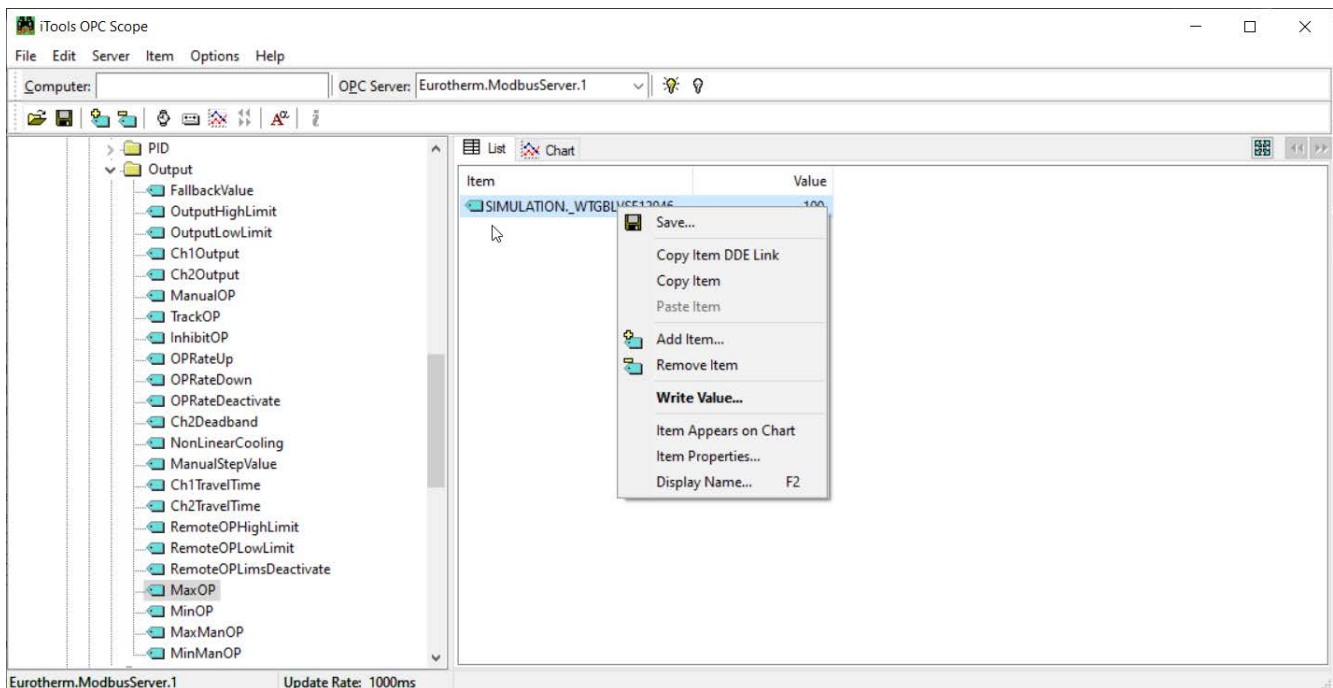 iTools OPC Scope
File Edit Server Item Options Help
Computer: OPC Server: Eurotherm.ModbusServer.1
PID
Output
FallbackValue
OutputHighLimit
OutputLowLimit
Ch1Output
Ch2Output
ManualOP
TrackOP
InhibitOP
OPRateUp
OPRateDown
OPRateDeactivate
Ch2Deadband
NonLinearCooling
ManualStepValue
Ch1TravelTime
Ch2TravelTime
RemoteOPHighLimit
RemoteOPLowLimit
RemoteOPLimsDeactivate
MaxOP
MinOP
MaxManOP
MinManOP
List Chart
Item Value
100
Save...
Copy Item DDE Link
Copy Item
Paste Item
Add Item...
Remove Item
Write Value...
Item Appears on Chart
Item Properties...
Display Name... F2
Eurotherm.ModbusServer.1 Update Rate: 1000ms